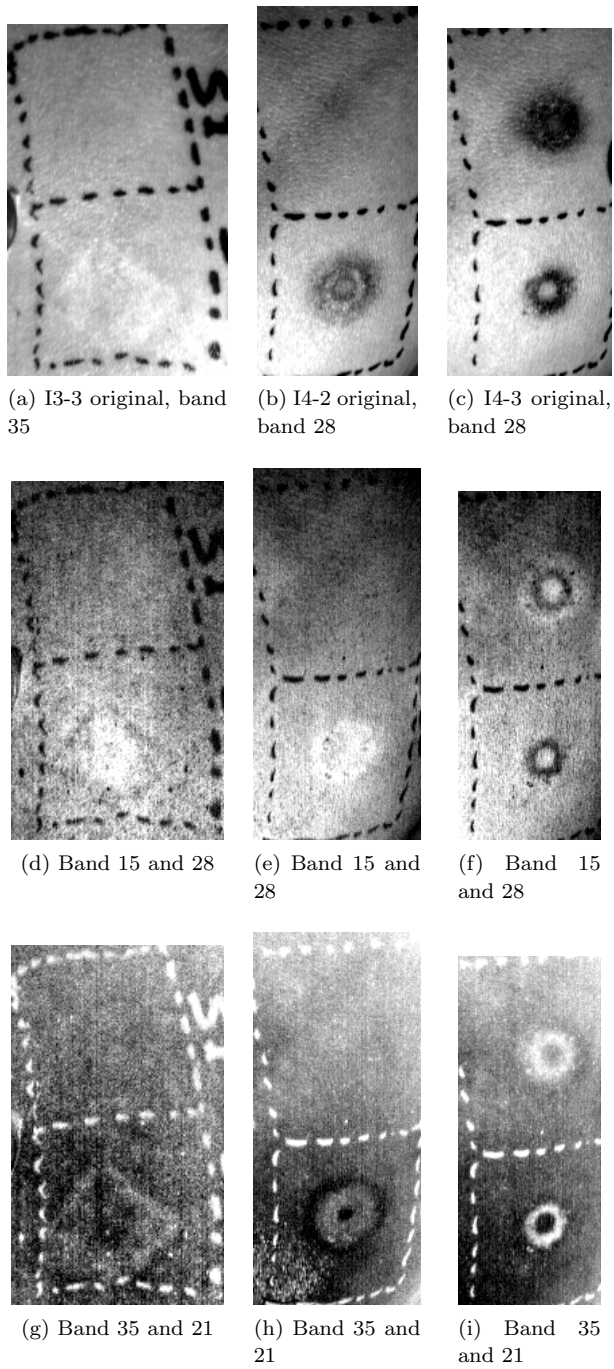 (a) I3-3 original, band
35
(b) I4-2 original,
band 28
(c) I4-3 original,
band 28
(d) Band 15 and 28
(e) Band 15 and
28
(f) Band 15
and 28
(g) Band 35 and 21
(h) Band 35 and
21
(i) Band 35
and 21